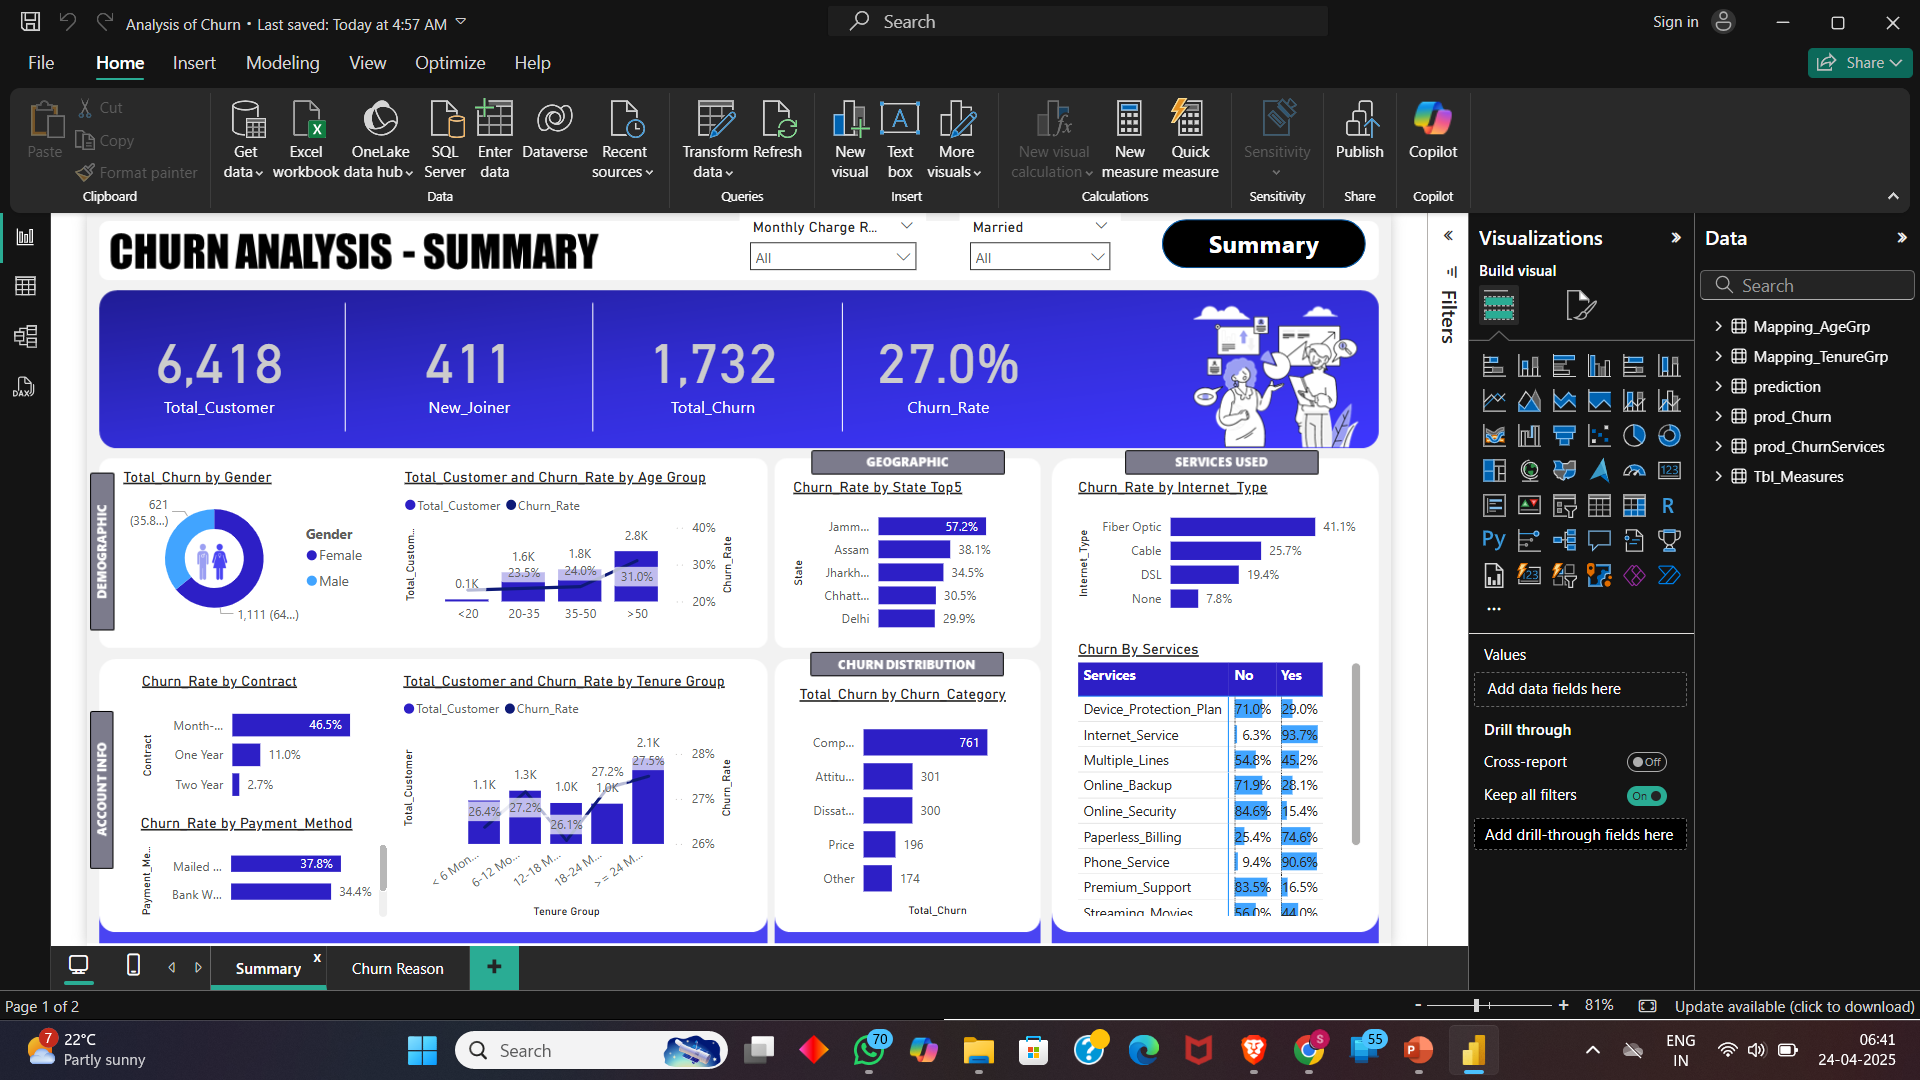 Analysis of Churn • Last saved: Today at 4:57 AM
Search
Sign in
File
Home
Insert
Modeling
View
Optimize
Help
Share
Paste
Cut
Copy
Format painter
Clipboard
Get data
Excel workbook
OneLake data hub
SQL Server
Enter data
Dataverse
Recent sources
Data
Transform data
Refresh
Queries
New visual
Text box
More visuals
Insert
New visual calculation
New measure
Quick measure
Calculations
Sensitivity
Sensitivity
Publish
Share
Copilot
Copilot
CHURN ANALYSIS - SUMMARY
Monthly Charge R...
All
Married
All
Summary
6,418
Total_Customer
411
New_Joiner
1,732
Total_Churn
27.0%
Churn_Rate
DEMOGRAPHIC
Total_Churn by Gender
621
(35.8...)
1,111 (64...)
Gender
Female
Male
Total_Customer and Churn_Rate by Age Group
Total_Customer
Churn_Rate
Total_Custom..
0.1K
1.6K
1.8K
2.8K
23.5%
24.0%
31.0%
40%
30%
20%
Churn_Rate
<20
20-35
35-50
>50
GEOGRAPHIC
Churn_Rate by State Top5
State
Jamm... 57.2%
Assam 38.1%
Jharkh... 34.5%
Chhatt... 30.5%
Delhi 29.9%
SERVICES USED
Churn_Rate by Internet_Type
Internet_Type
Fiber Optic 41.1%
Cable 25.7%
DSL 19.4%
None 7.8%
ACCOUNT INFO
Churn_Rate by Contract
Contract
Month-... 46.5%
One Year 11.0%
Two Year 2.7%
Churn_Rate by Payment_Method
Payment_Me...
Mailed ... 37.8%
Bank W... 34.4%
Total_Customer and Churn_Rate by Tenure Group
Total_Customer
Churn_Rate
Total_Customer
1.1K
1.3K
1.0K
1.0K
2.1K
26.4%
27.2%
26.1%
27.2%
27.5%
28%
27%
26%
Churn_Rate
< 6 Mon...
6-12 Mo...
12-18 M...
18-24 M...
>= 24 M...
Tenure Group
CHURN DISTRIBUTION
Total_Churn by Churn_Category
Comp... 761
Attitu... 301
Dissat... 300
Price 196
Other 174
Total_Churn
Churn By Services
Services No Yes
Device_Protection_Plan 71.0% 29.0%
Internet_Service 6.3% 93.7%
Multiple_Lines 54.8% 45.2%
Online_Backup 71.9% 28.1%
Online_Security 84.6% 15.4%
Paperless_Billing 25.4% 74.6%
Phone_Service 9.4% 90.6%
Premium_Support 83.5% 16.5%
Streaming_Movies 56.0% 44.0%
Filters
Visualizations
Build visual
Values
Add data fields here
Drill through
Cross-report
Off
Keep all filters
On
Add drill-through fields here
Data
Search
Mapping_AgeGrp
Mapping_TenureGrp
prediction
prod_Churn
prod_ChurnServices
Tbl_Measures
Summary
Churn Reason
Page 1 of 2
81%
Update available (click to download)
7
22°C
Partly sunny
Search
70
55
ENG
IN
06:41
24-04-2025